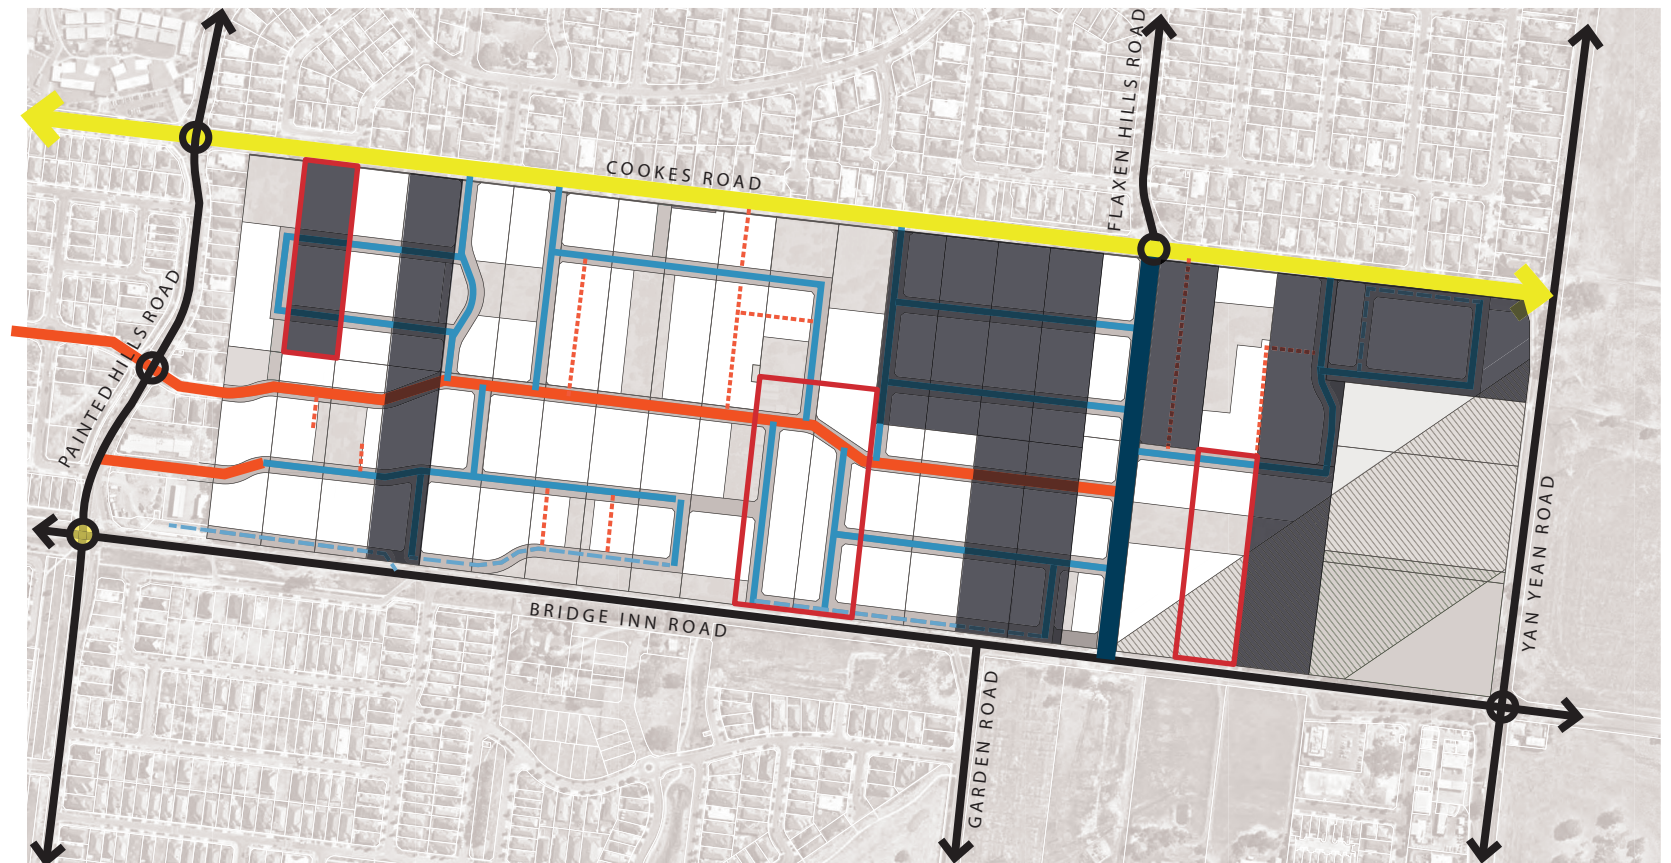 COOKES ROAD
FLAXEN HILLS ROAD
PAINTED HILLS ROAD
BRIDGE INN ROAD
YAN YEAN ROAD
GARDEN ROAD